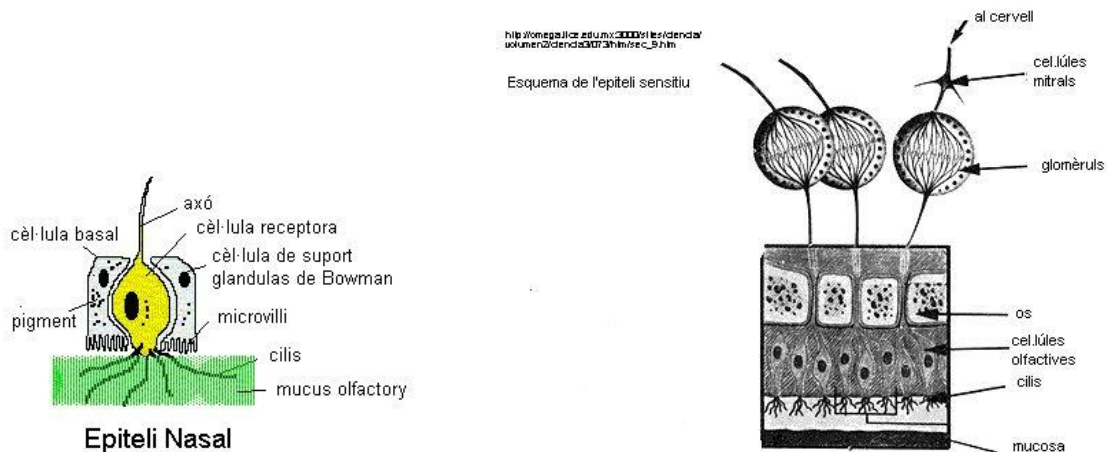 axó
cèl·lula receptora
cèl·lula basal
cèl·lula de suport
glandulas de Bowman
pigment
microvilli
cilis
mucus olfactory
Epiteli Nasal
Esquema de l'epiteli sensitiu
al cervell
cel.lúles
mitrals
glomèruls
os
cel.lúles
olfactives
cilis
mucosa